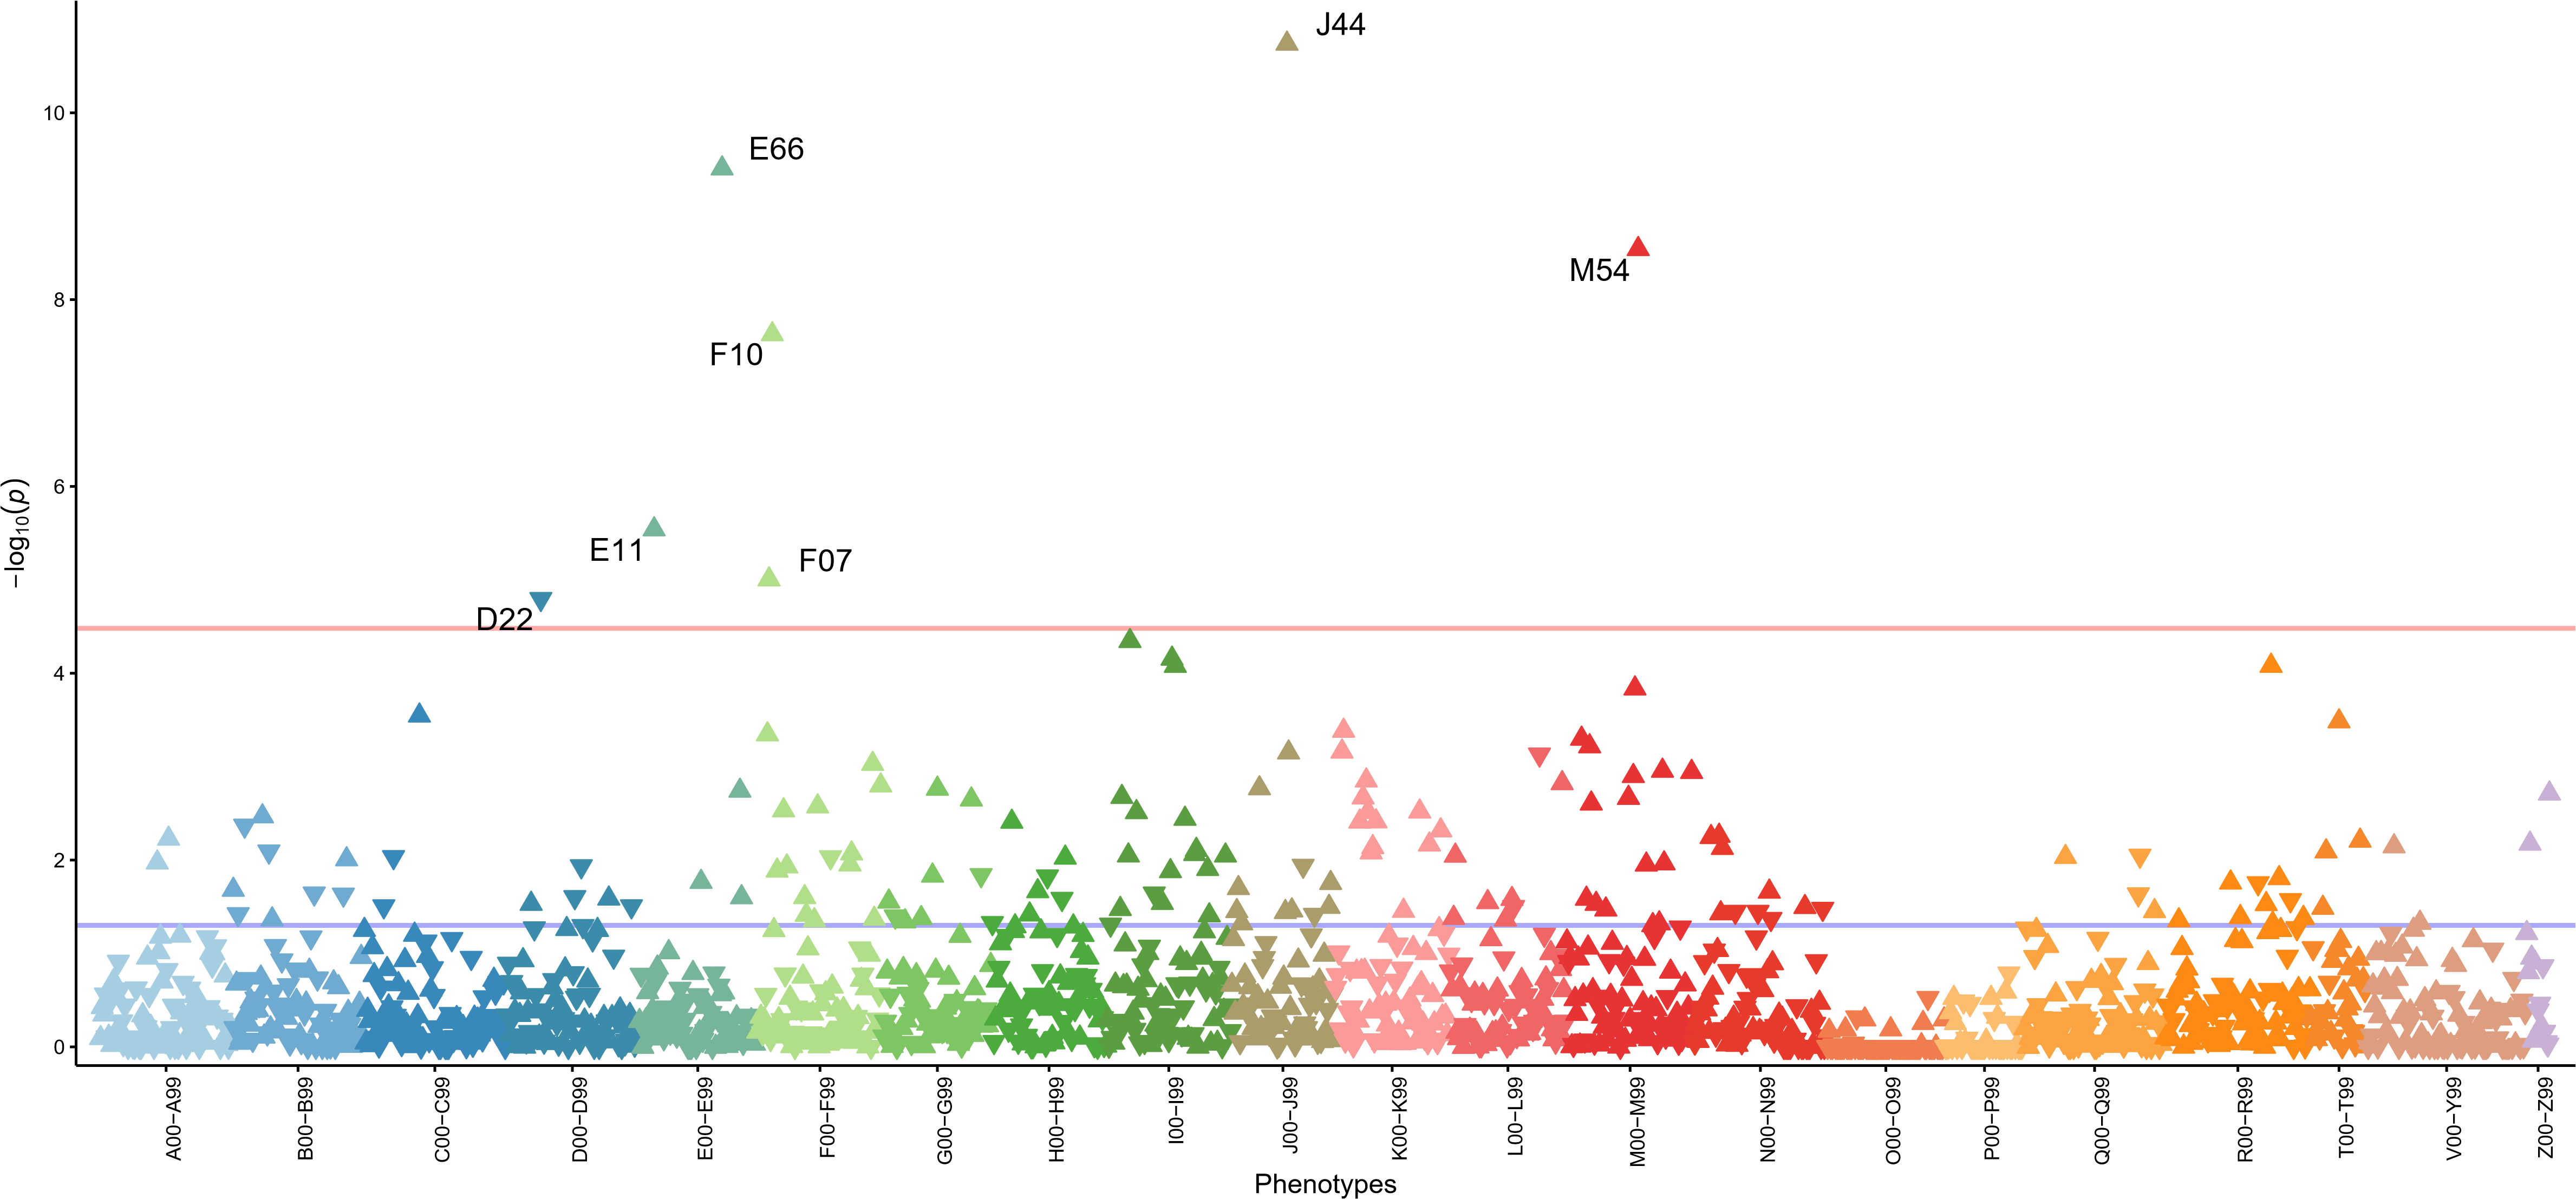 J44
10
E66
M54
8
F10
6
E11
F07
D22
4
2
0
−log10(p)
A00−A99
B00−B99
C00−C99
D00−D99
E00−E99
F00−F99
G00−G99
H00−H99
I00−I99
J00−J99
K00−K99
L00−L99
M00−M99
N00−N99
O00−O99
P00−P99
Q00−Q99
R00−R99
T00−T99
V00−Y99
Z00−Z99
Phenotypes